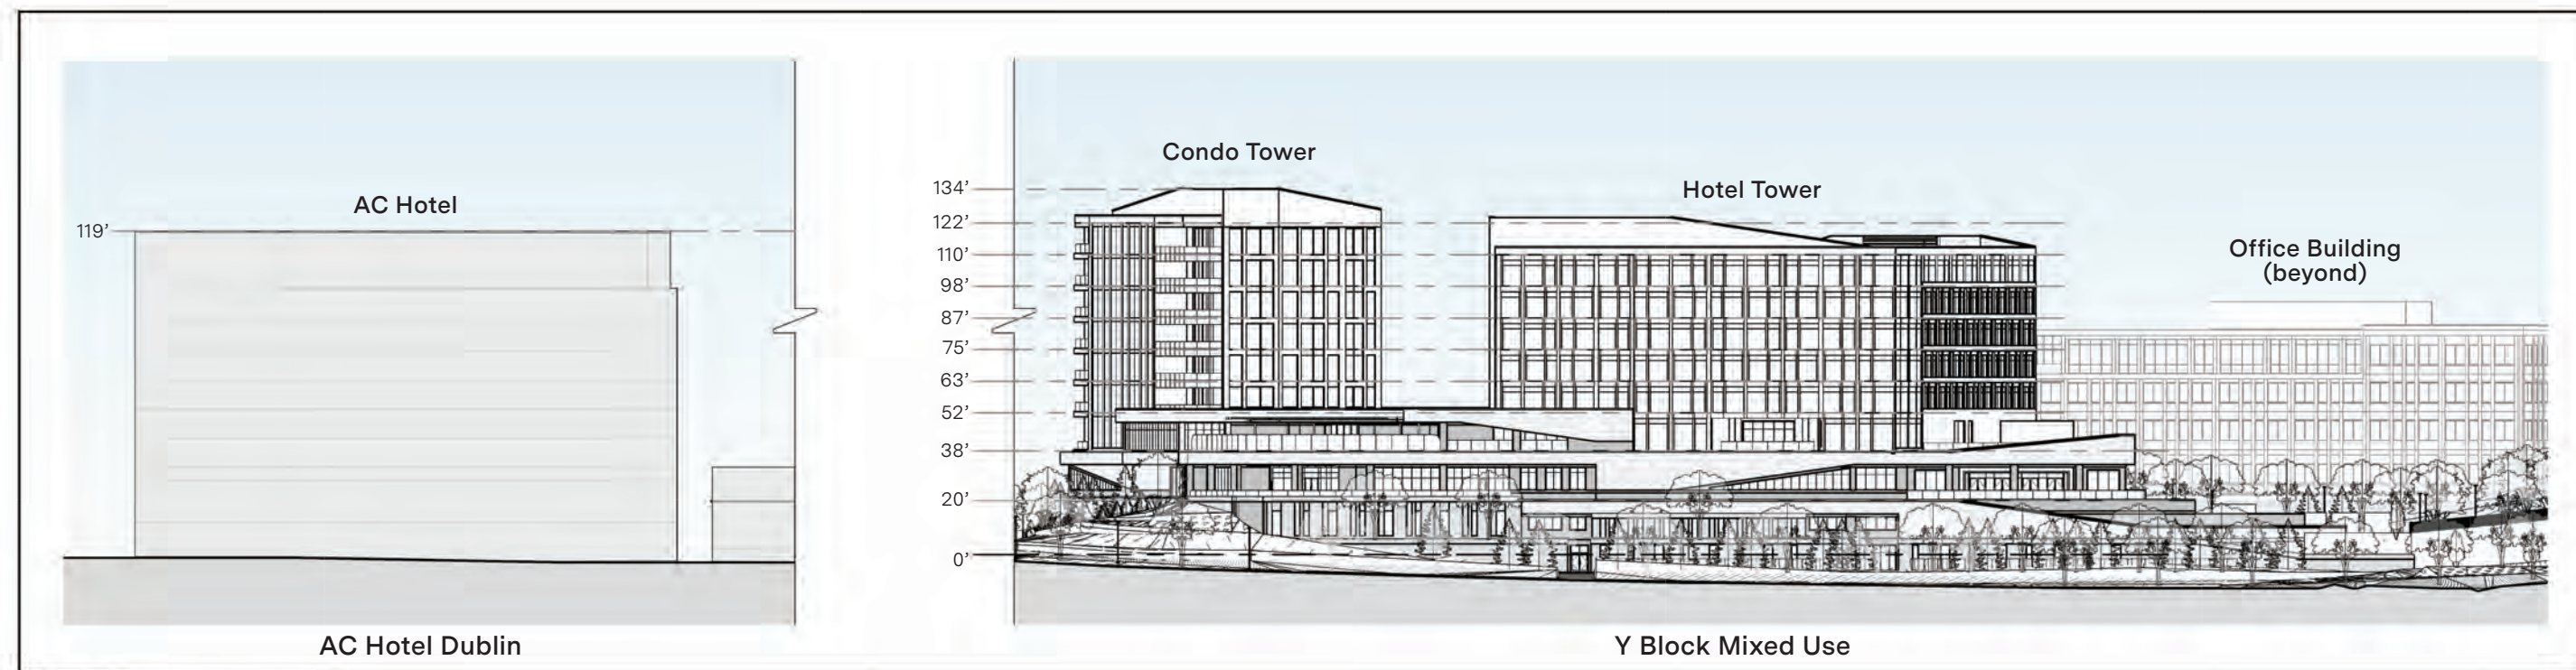 AC Hotel
119’
AC Hotel Dublin
Condo Tower
Hotel Tower
Office Building
(beyond)
134’
122’
110’
98’
87’
75’
63’
52’
38’
20’
0’
Y Block Mixed Use